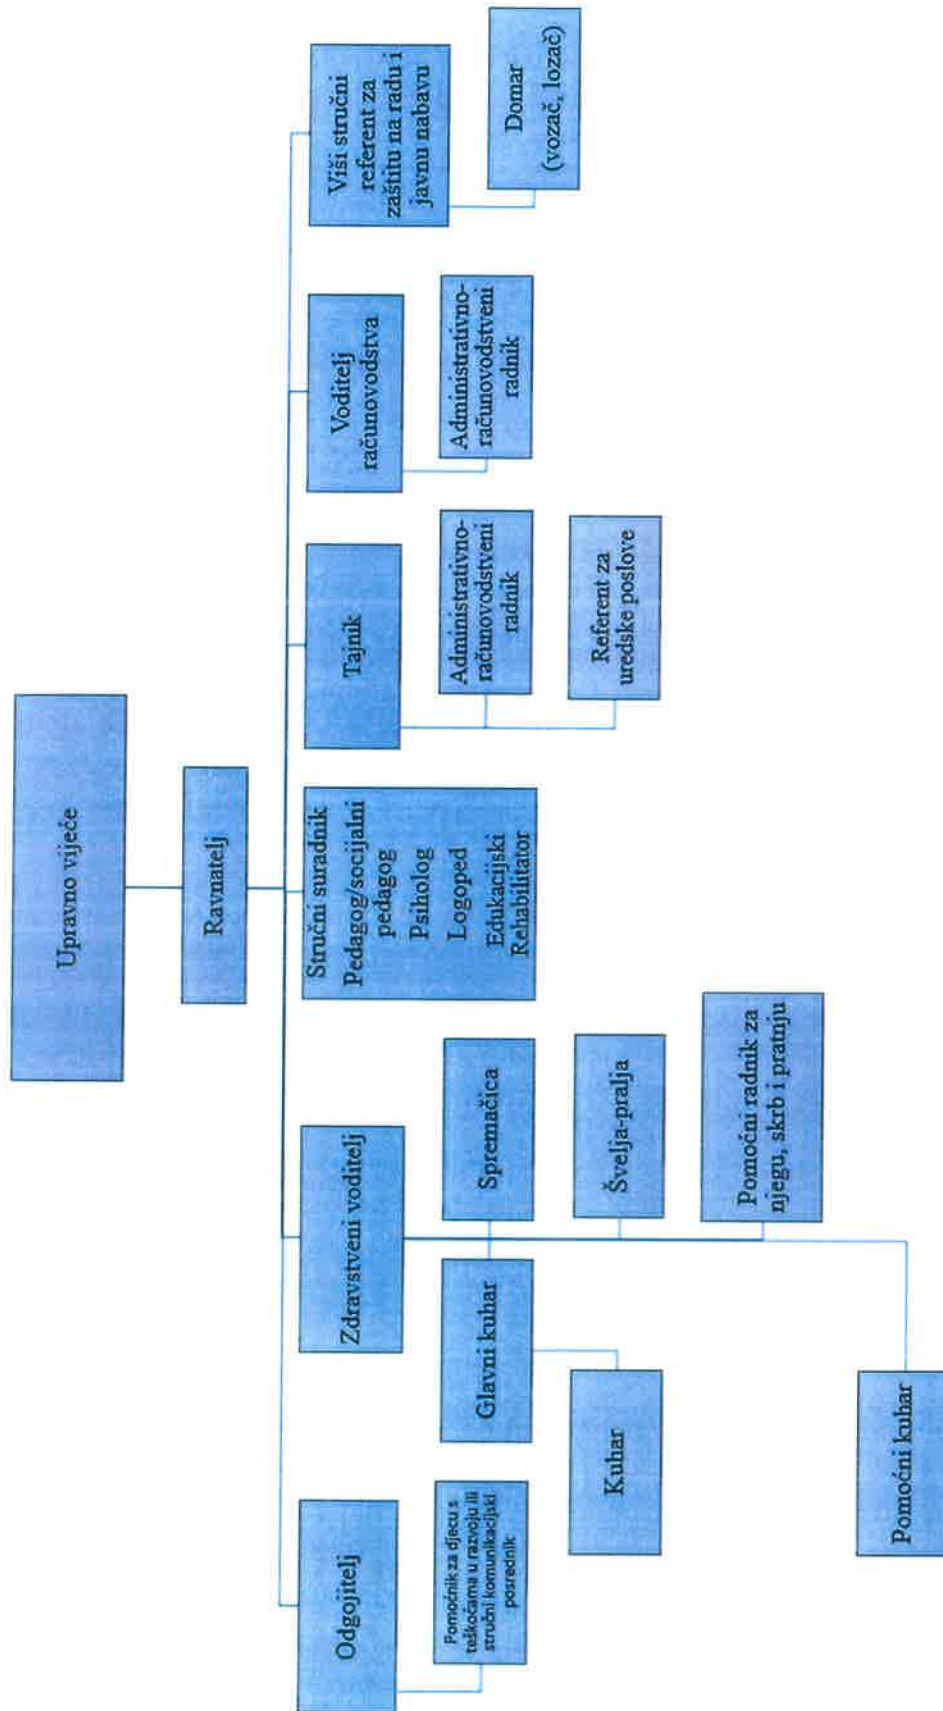 Upravno vijeće
Ravnatelj
Odgojitelj
Pomoćnik za djecu s
teškoćama u razvoju ili
stručni komunikacijski
posrednik
Zdravstveni voditelj
Glavni kuhar
Kuhar
Spremačica
Švelja-pralja
Pomoćni radnik za
njegu, skrb i pratnju
Pomoćni kuhar
Stručni suradnik
Pedagog/socijalni
pedagog
Psiholog
Logoped
Edukacijski
Rehabilitator
Tajnik
Administrativno-
računovodstveni
radnik
Referent za
uredske poslove
Voditelj
računovodstva
Administrativno-
računovodstveni
radnik
Viši stručni
referent za
zaštitu na radu i
javnu nabavu
Domar
(vozač, lozač)